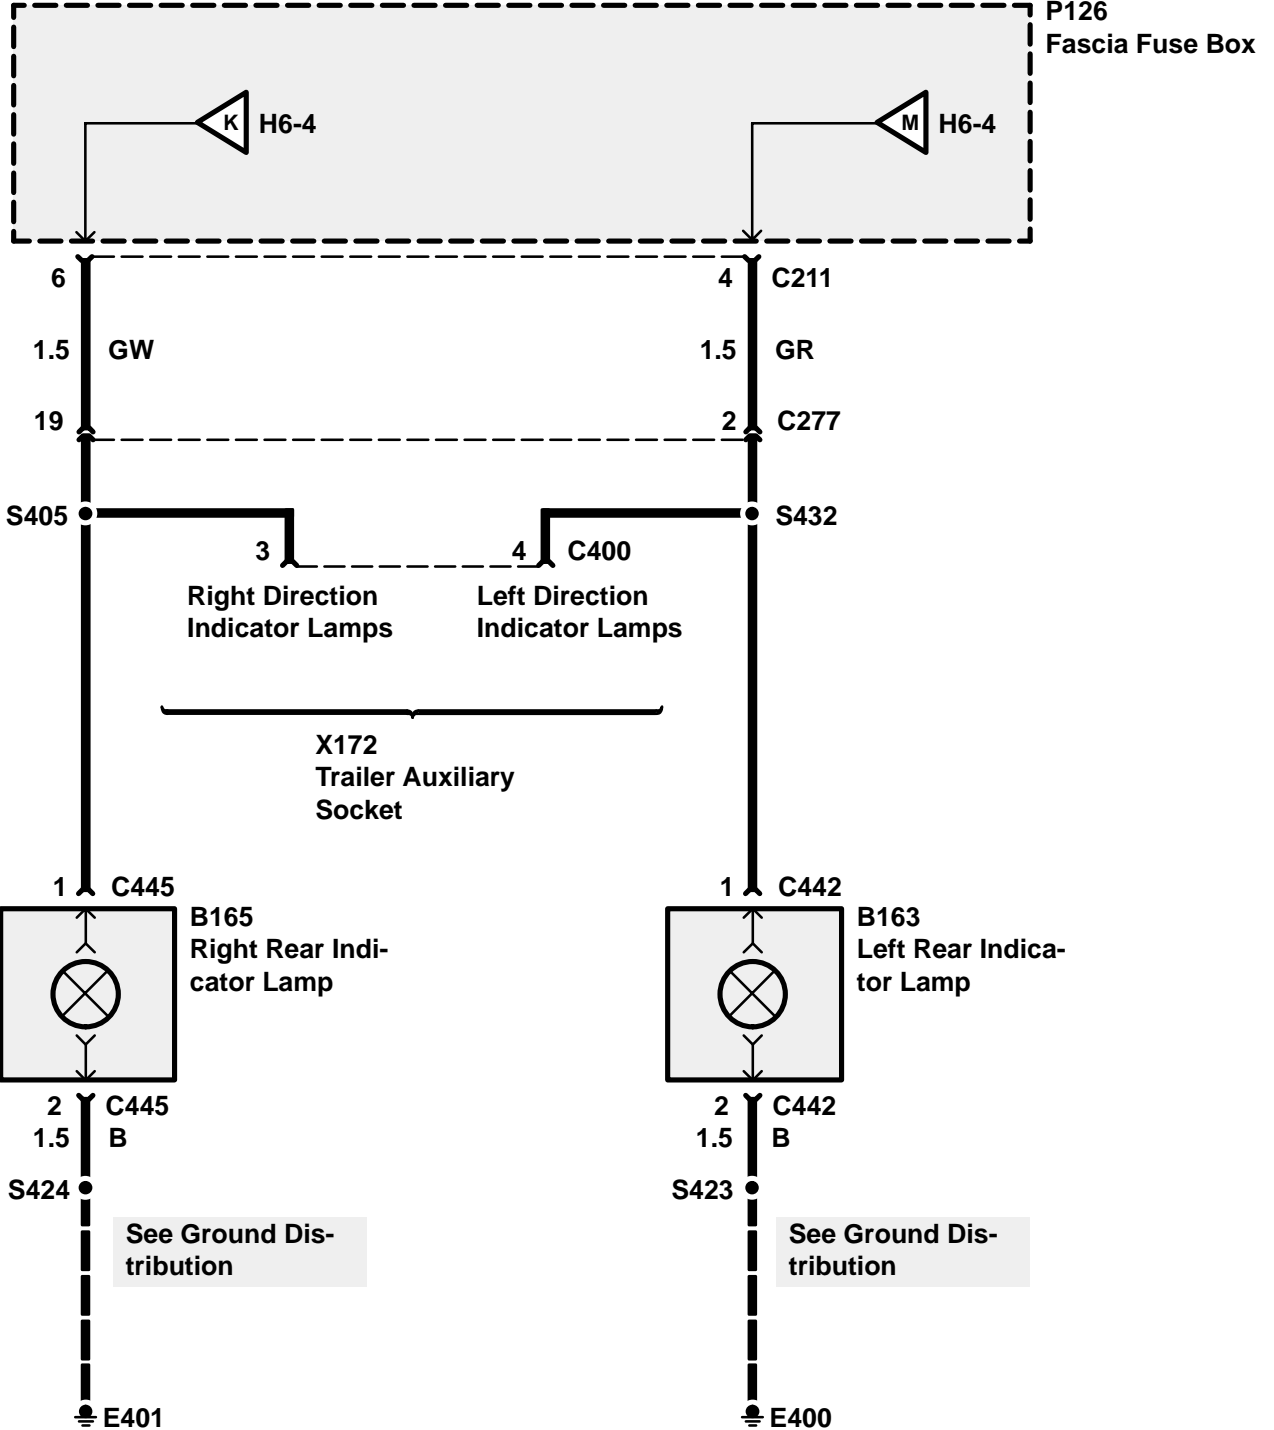 P126
Fascia Fuse Box
K H6-4
M H6-4
6
4 C211
1.5 GW
1.5 GR
19
2 C277
S405
S432
3
4 C400
Right Direction
Indicator Lamps
Left Direction
Indicator Lamps
X172
Trailer Auxiliary
Socket
1 C445
1 C442
B165
Right Rear Indi-
cator Lamp
B163
Left Rear Indica-
tor Lamp
2 C445
1.5 B
2 C442
1.5 B
S424
S423
See Ground Dis-
tribution
See Ground Dis-
tribution
E401
E400